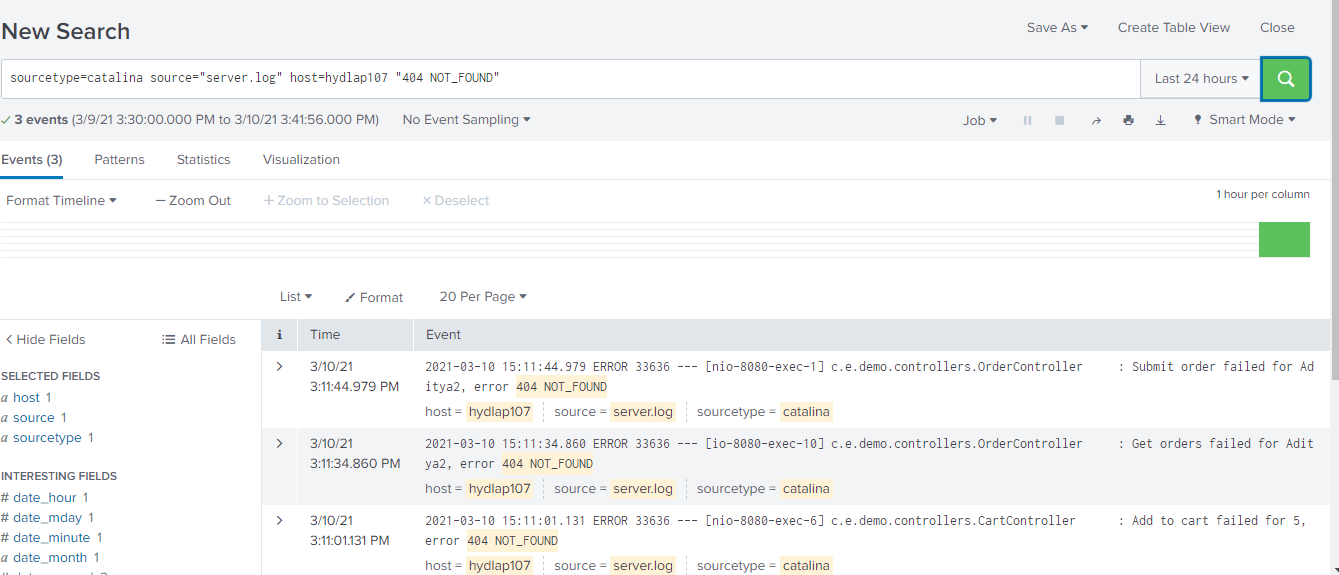 New Search
Save As Create Table View Close
sourcetype=catalina source="server.log" host=hydlap107 "404 NOT_FOUND"
Last 24 hours
3 events (3/9/21 3:30:00.000 PM to 3/10/21 3:41:56.000 PM) No Event Sampling
Job Smart Mode
Events (3) Patterns Statistics Visualization
Format Timeline — Zoom Out + Zoom to Selection × Deselect
1 hour per column
List Format 20 Per Page
< Hide Fields All Fields
i Time Event
SELECTED FIELDS
a host 1
a source 1
a sourcetype 1
INTERESTING FIELDS
# date_hour 1
# date_mday 1
# date_minute 1
a date_month 1
> 3/10/21
3:11:44.979 PM
2021-03-10 15:11:44.979 ERROR 33636 --- [nio-8080-exec-1] c.e.demo.controllers.OrderController : Submit order failed for Ad
itya2, error 404 NOT_FOUND
host = hydlap107 source = server.log sourcetype = catalina
> 3/10/21
3:11:34.860 PM
2021-03-10 15:11:34.860 ERROR 33636 --- [io-8080-exec-10] c.e.demo.controllers.OrderController : Get orders failed for Adit
ya2, error 404 NOT_FOUND
host = hydlap107 source = server.log sourcetype = catalina
> 3/10/21
3:11:01.131 PM
2021-03-10 15:11:01.131 ERROR 33636 --- [nio-8080-exec-6] c.e.demo.controllers.CartController : Add to cart failed for 5,
error 404 NOT_FOUND
host = hydlap107 source = server.log sourcetype = catalina